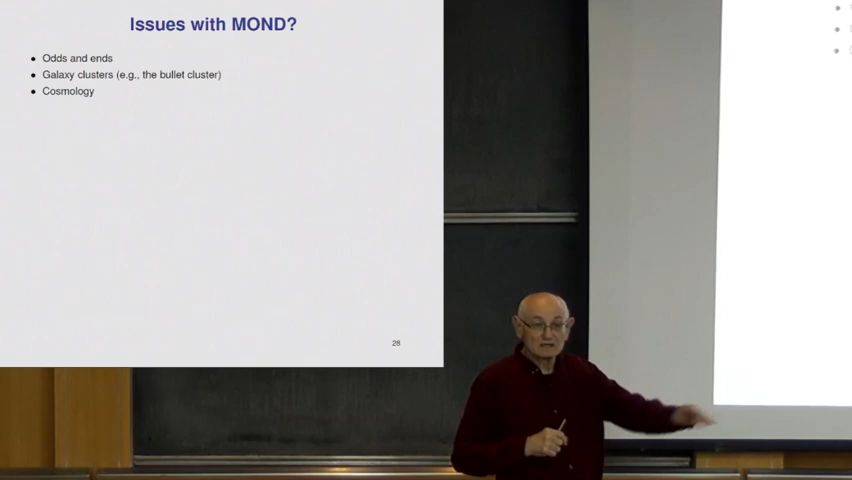 Issues with MOND?
• Odds and ends
• Galaxy clusters (e.g., the bullet cluster)
• Cosmology
28